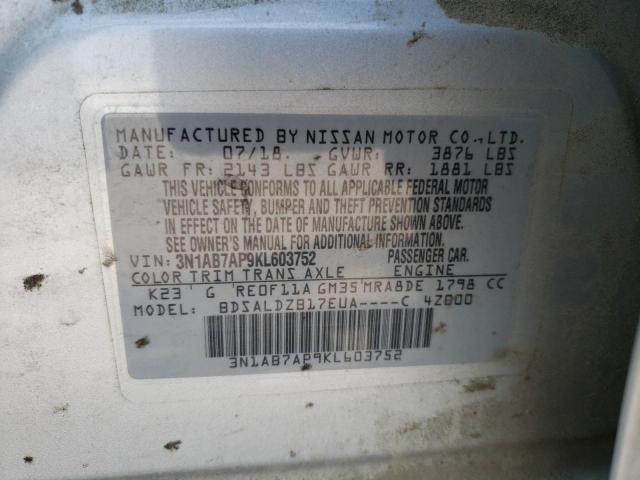 MANUFACTURED BY NISSAN MOTOR CO.,LTD.
DATE: 07/18 GVWR: 3876 LBS
GAWR FR: 2143 LBS GAWR RR: 1881 LBS
THIS VEHICLE CONFORMS TO ALL APPLICABLE FEDERAL MOTOR
VEHICLE SAFETY, BUMPER AND THEFT PREVENTION STANDARDS
IN EFFECT ON THE DATE OF MANUFACTURE SHOWN ABOVE.
SEE OWNER'S MANUAL FOR ADDITIONAL INFORMATION.
VIN: 3N1AB7AP9KL603752 PASSENGER CAR.
COLOR TRIM TRANS AXLE ENGINE
K23 G RE0F11A GM35 MRA8DE 1798 CC
MODEL: BDSALDZB17EUA----C 4Z000
3N1AB7AP9KL603752